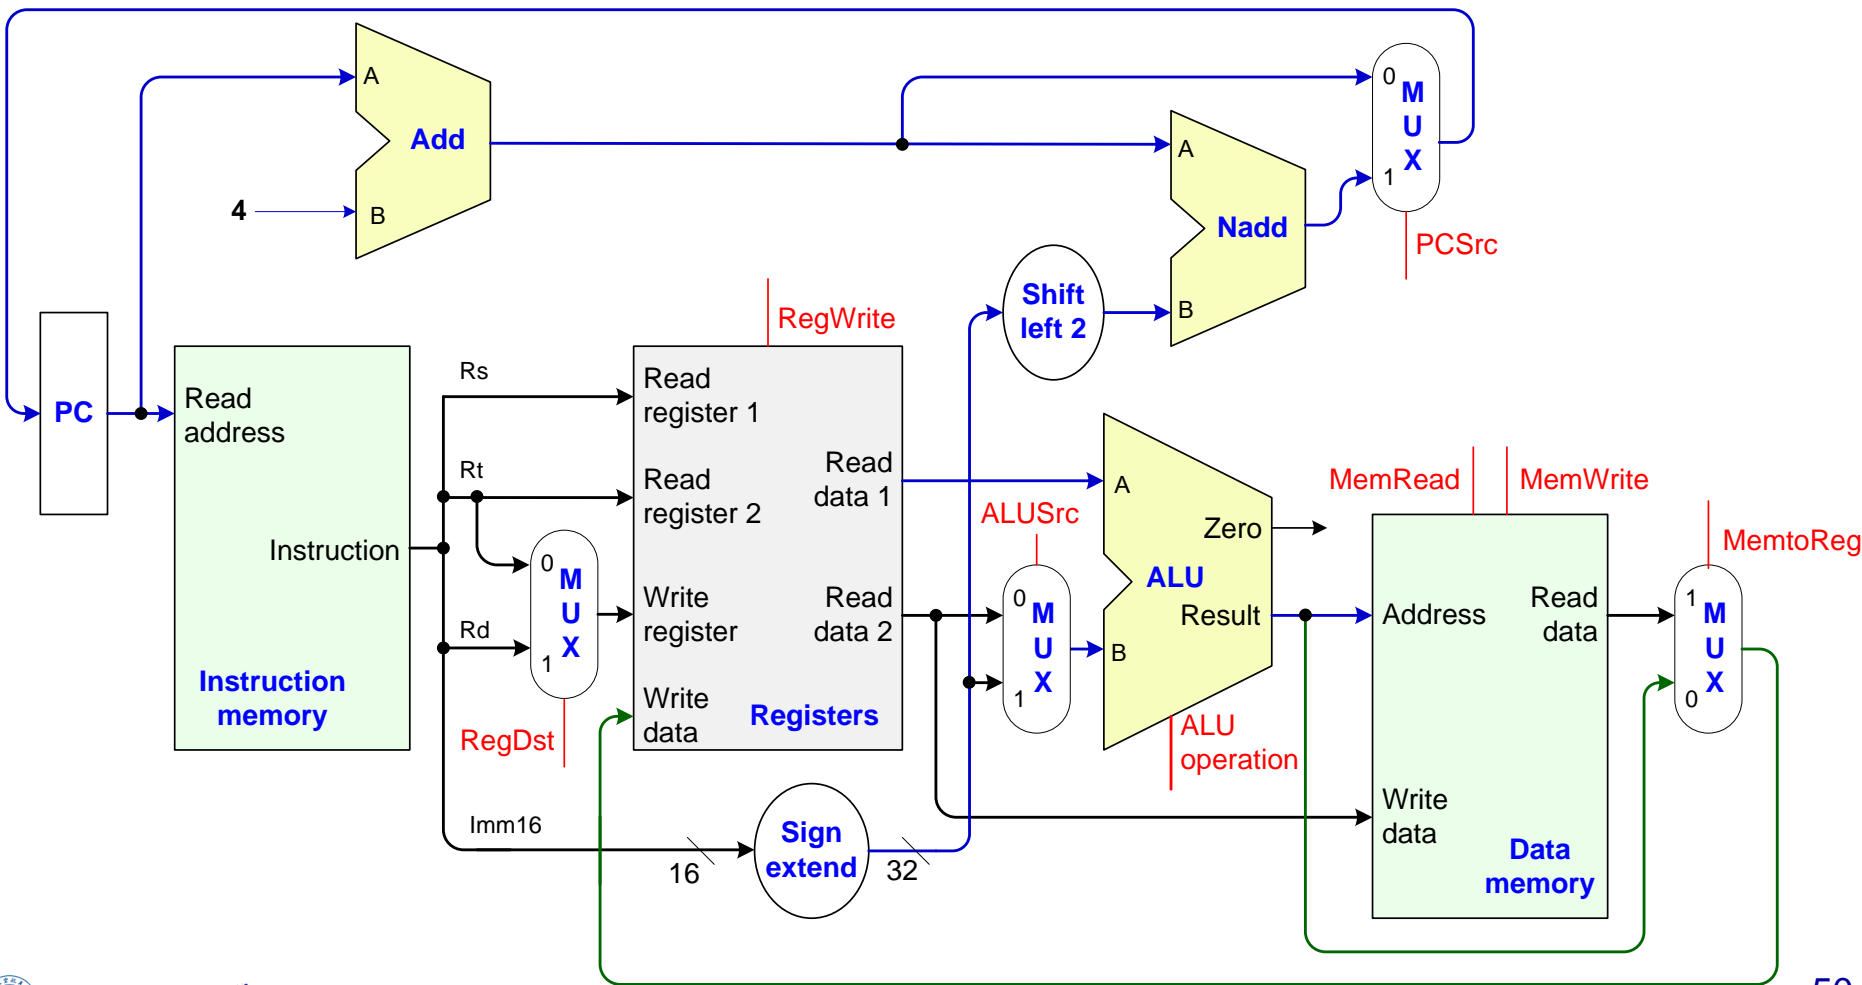 A
Add
4
B
0
M
U
X
1
PCSrc
A
Nadd
B
Shift
left 2
RegWrite
PC
Read
address
Instruction
Instruction
memory
Rs
Rt
Rd
Imm16
0
M
U
X
1
RegDst
Read
register 1
Read
register 2
Write
register
Write
data
Read
data 1
Read
data 2
Registers
16
Sign
extend
32
ALUSrc
0
M
U
X
1
A
B
Zero
ALU
Result
ALU
operation
MemRead
MemWrite
Address
Read
data
Write
data
Data
memory
MemtoReg
1
M
U
X
0